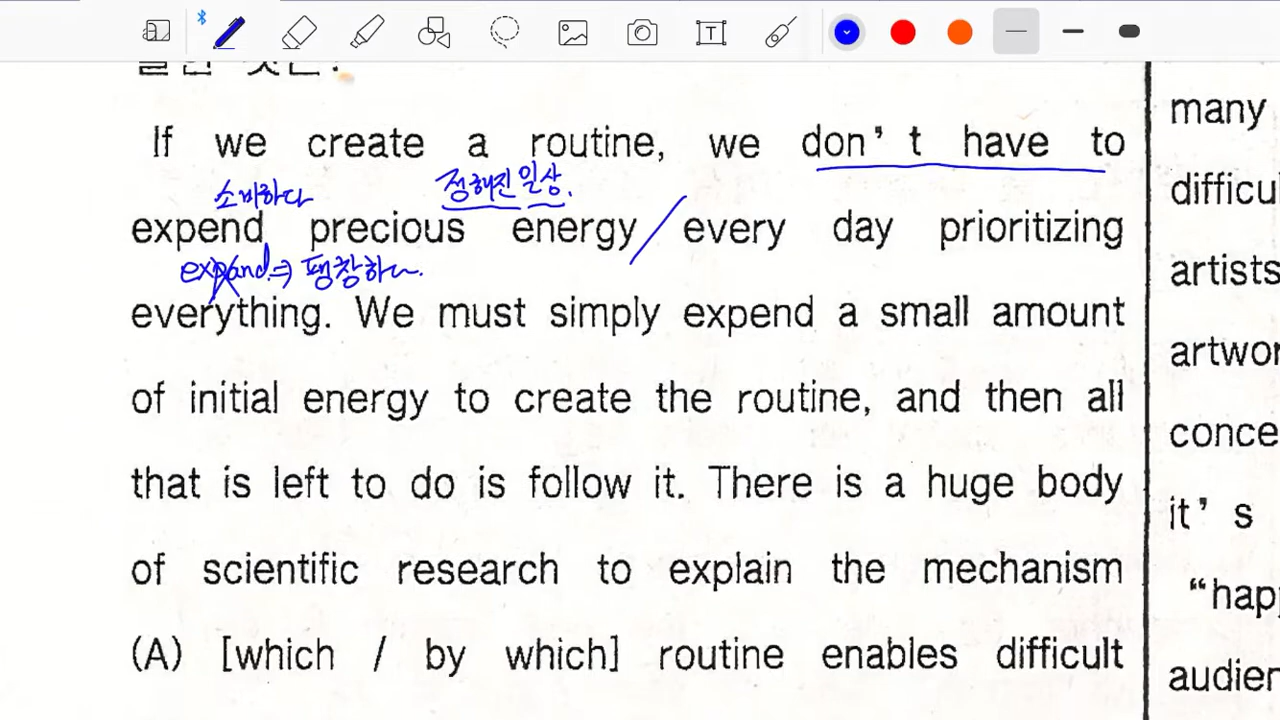 If we create a routine, we don't have to
소비하다 정해진 일상.
expend precious energy / every day prioritizing
expand ⇒ 팽창하다.
everything. We must simply expend a small amount
of initial energy to create the routine, and then all
that is left to do is follow it. There is a huge body
of scientific research to explain the mechanism
(A) [which / by which] routine enables difficult
many
difficul
artists
artwor
conce
it's
“happ
audien